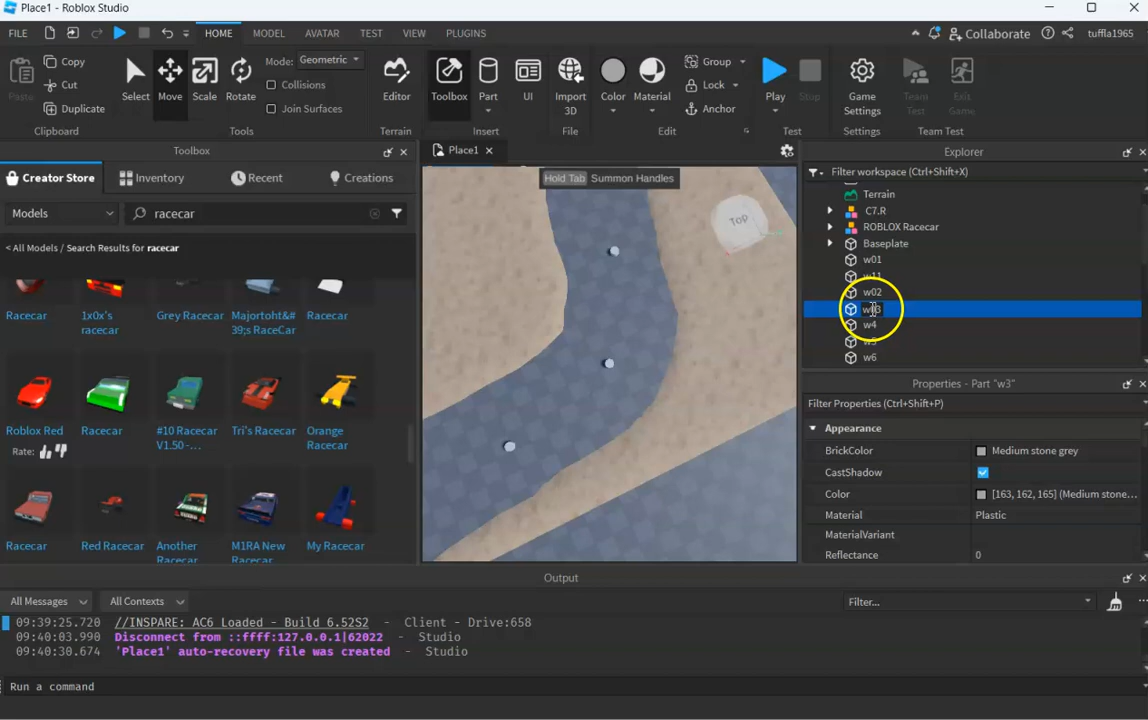 Place1 - Roblox Studio
FILE HOME MODEL AVATAR TEST VIEW PLUGINS Collaborate tuffla1965
Paste Copy Cut Duplicate
Select Move Scale Rotate
Mode: Geometric
Collisions
Join Surfaces
Editor
Toolbox Part UI
Import 3D
Color Material
Group
Lock
Anchor
Play Stop
Game Settings
Team Test
Exit Game
Clipboard Tools Terrain Insert File Edit Test Settings Team Test
Toolbox
Creator Store Inventory Recent Creations
Models racecar
< All Models / Search Results for racecar
Racecar
1x0x's racecar
Grey Racecar
Majortoht&#39;s RaceCar
Racecar
Roblox Red
Rate:
Racecar
#10 Racecar V1.50 -...
Tri's Racecar
Orange Racecar
Racecar
Red Racecar
Another Racecar
M1RA New Racecar
My Racecar
Place1
Hold Tab Summon Handles
TOP
Explorer
Filter workspace (Ctrl+Shift+X)
Terrain
C7.R
ROBLOX Racecar
Baseplate
w01
w11
w02
w03
w4
w5
w6
Properties - Part "w3"
Filter Properties (Ctrl+Shift+P)
Appearance
BrickColor Medium stone grey
CastShadow
Color [163, 162, 165] (Medium stone...
Material Plastic
MaterialVariant
Reflectance 0
Output
All Messages All Contexts Filter...
09:39:25.720 //INSPARE: AC6 Loaded - Build 6.52S2 - Client - Drive:658
09:40:03.990 Disconnect from ::ffff:127.0.0.1|62022 - Studio
09:40:30.674 'Place1' auto-recovery file was created - Studio
Run a command